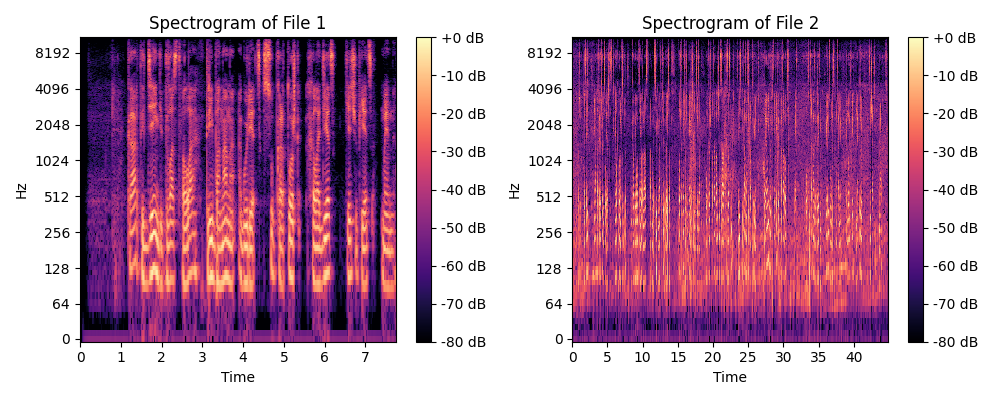 Spectrogram of File 1
8192
4096
2048
1024
512
256
128
64
0
Hz
0 1 2 3 4 5 6 7
Time
+0 dB
-10 dB
-20 dB
-30 dB
-40 dB
-50 dB
-60 dB
-70 dB
-80 dB
Spectrogram of File 2
8192
4096
2048
1024
512
256
128
64
0
Hz
0 5 10 15 20 25 30 35 40
Time
+0 dB
-10 dB
-20 dB
-30 dB
-40 dB
-50 dB
-60 dB
-70 dB
-80 dB